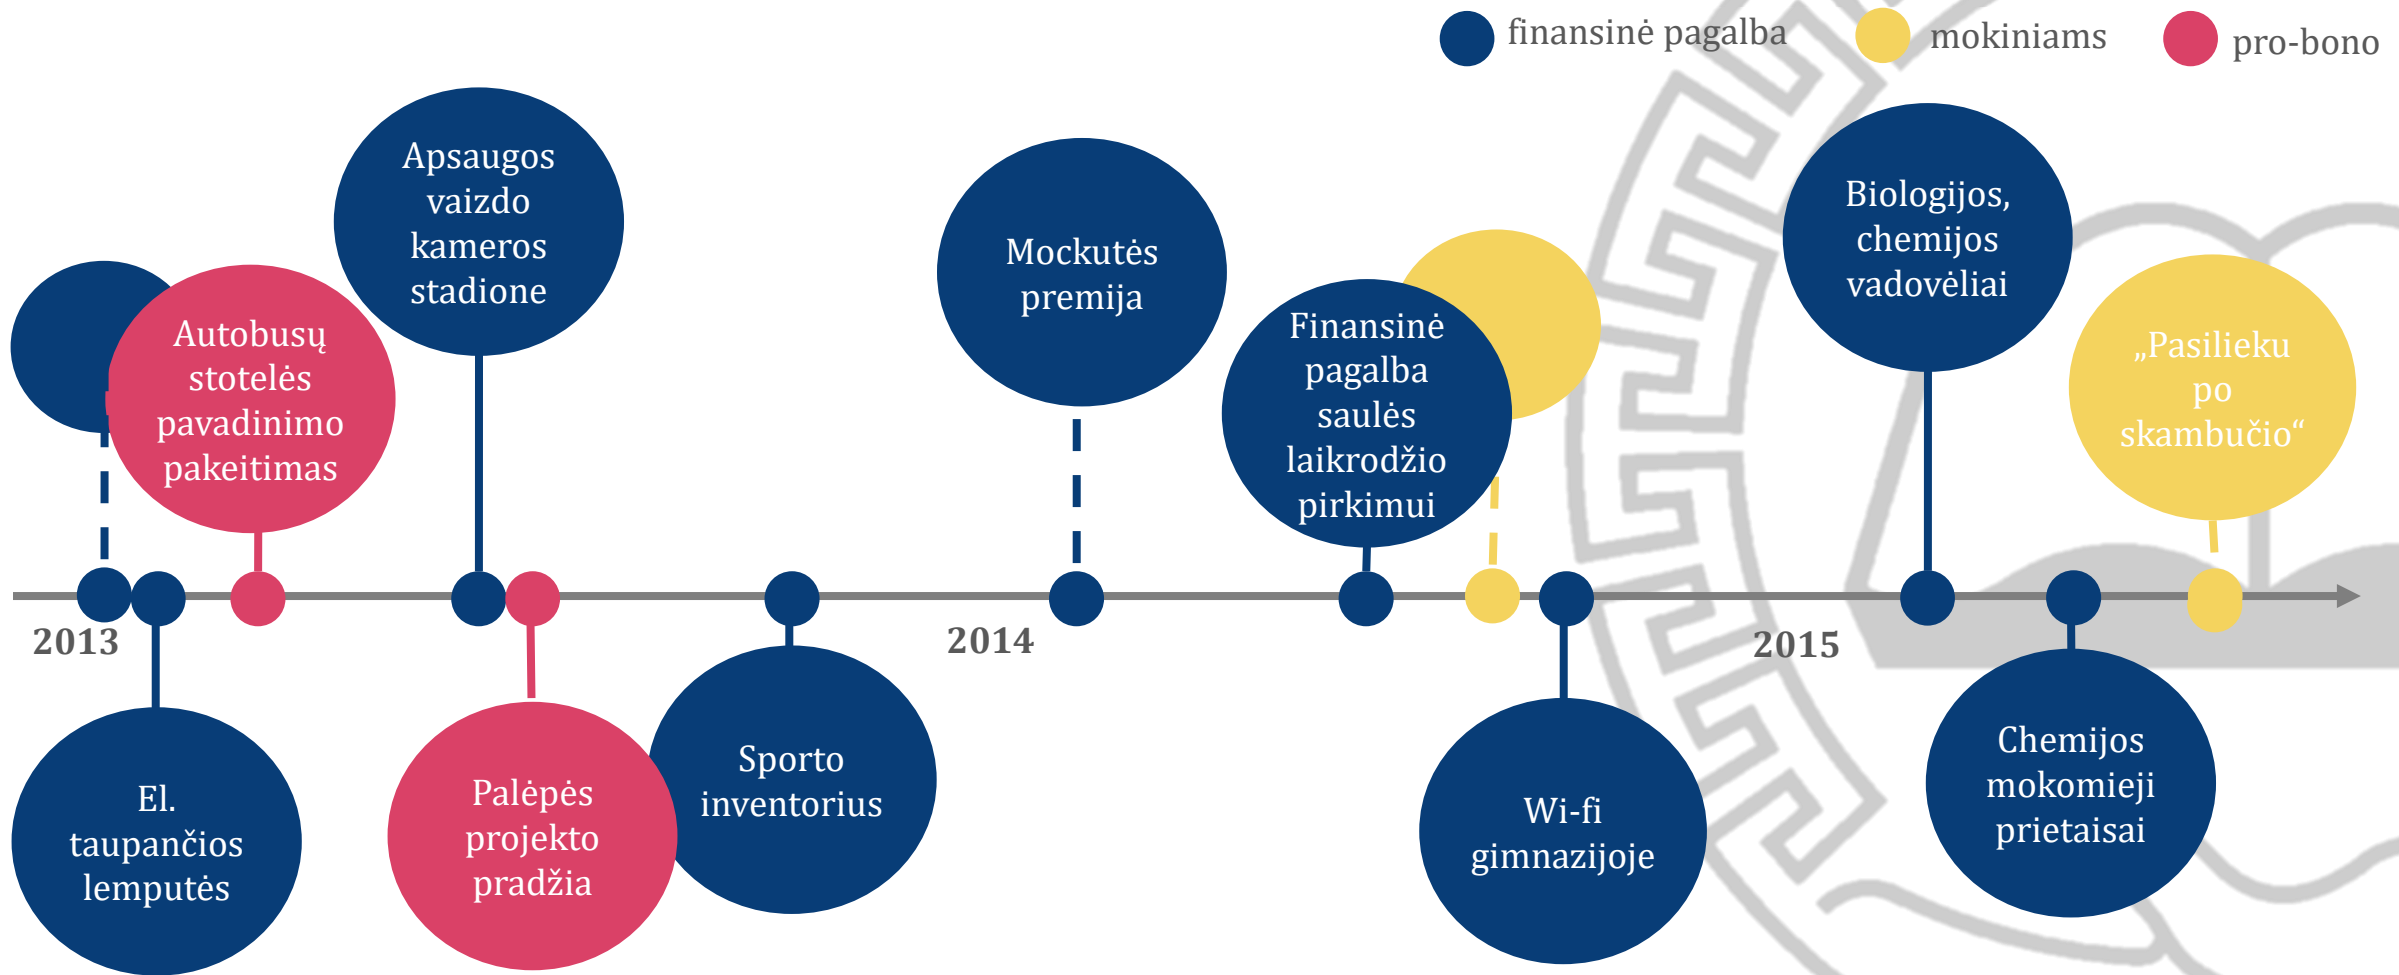 finansinė pagalba
mokiniams
pro-bono
Apsaugos
vaizdo
kameros
stadione
Autobusų
stotelės
pavadinimo
pakeitimas
Mockutės
premija
Finansinė
pagalba
saulės
laikrodžio
pirkimui
Biologijos,
chemijos
vadovėliai
„Pasilieku
po
skambučio“
2013
2014
2015
El.
taupančios
lemputės
Palėpės
projekto
pradžia
Sporto
inventorius
Wi-fi
gimnazijoje
Chemijos
mokomieji
prietaisai